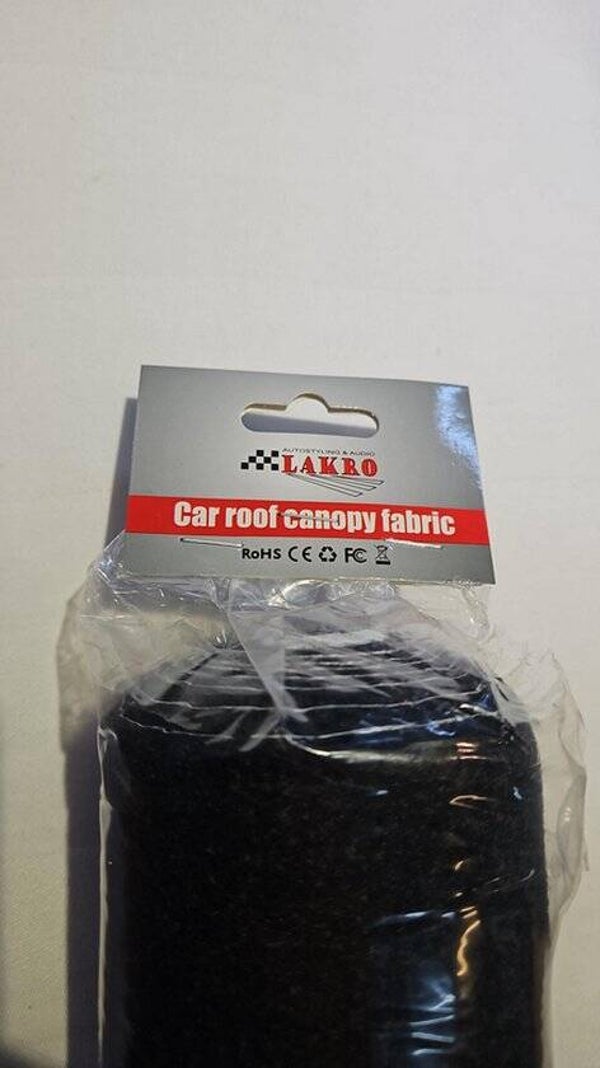 AUTOSTYLING & AUDIO
LAKRO
Car roof canopy fabric
RoHS CE FC